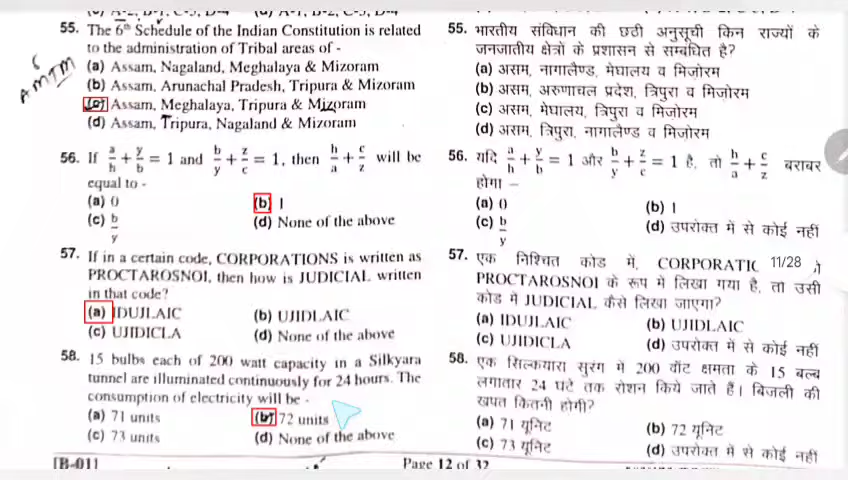 55. The 6th Schedule of the Indian Constitution is related
to the administration of Tribal areas of -
(a) Assam, Nagaland, Meghalaya & Mizoram
(b) Assam, Arunachal Pradesh, Tripura & Mizoram
(c) Assam, Meghalaya, Tripura & Mizoram
(d) Assam, Tripura, Nagaland & Mizoram
6
AMTM
56. If a/h + y/b = 1 and b/y + z/c = 1, then h/a + c/z will be
equal to -
(a) 0 (b) 1
(c) b/y (d) None of the above
57. If in a certain code, CORPORATIONS is written as
PROCTAROSNOI, then how is JUDICIAL written
in that code?
(a) IDUJLAIC (b) UJIDLAIC
(c) UJIDICLA (d) None of the above
58. 15 bulbs each of 200 watt capacity in a Silkyara
tunnel are illuminated continuously for 24 hours. The
consumption of electricity will be -
(a) 71 units (b) 72 units
(c) 73 units (d) None of the above
55. भारतीय संविधान की छठी अनुसूची किन राज्यों के
जनजातीय क्षेत्रों के प्रशासन से सम्बंधित है?
(a) असम, नागालैण्ड, मेघालय व मिज़ोरम
(b) असम, अरुणाचल प्रदेश, त्रिपुरा व मिज़ोरम
(c) असम, मेघालय, त्रिपुरा व मिज़ोरम
(d) असम, त्रिपुरा, नागालैण्ड व मिज़ोरम
56. यदि a/h + y/b = 1 और b/y + z/c = 1 है, तो h/a + c/z बराबर
होगा –
(a) 0 (b) 1
(c) b/y (d) उपरोक्त में से कोई नहीं
57. एक निश्चित कोड में, CORPORATIC 11/28
PROCTAROSNOI के रूप में लिखा गया है, तो उसी
कोड में JUDICIAL कैसे लिखा जाएगा?
(a) IDUJLAIC (b) UJIDLAIC
(c) UJIDICLA (d) उपरोक्त में से कोई नहीं
58. एक सिल्कयारा सुरंग में 200 वॉट क्षमता के 15 बल्ब
लगातार 24 घंटे तक रोशन किये जाते हैं। बिजली की
खपत कितनी होगी?
(a) 71 यूनिट (b) 72 यूनिट
(c) 73 यूनिट (d) उपरोक्त में से कोई नहीं
[B-01] Page 12 of 32